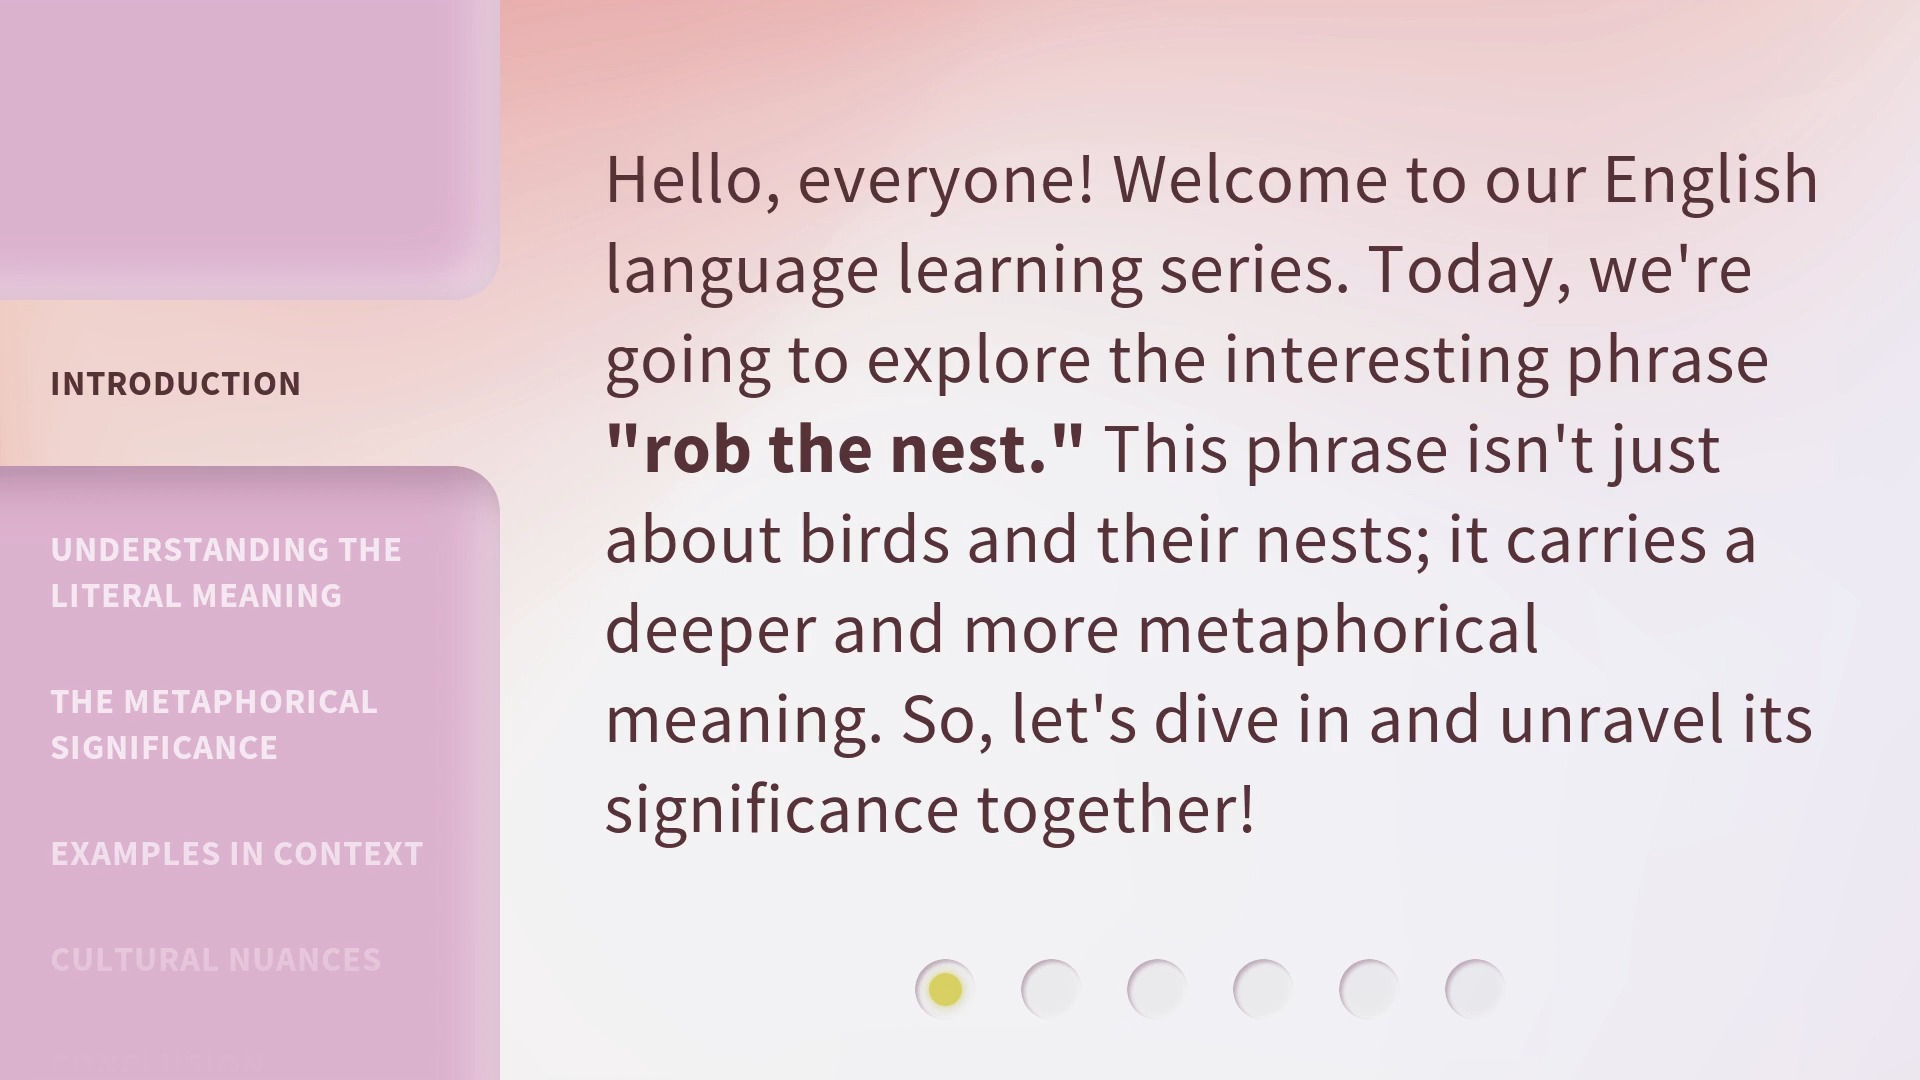 INTRODUCTION
UNDERSTANDING THE
LITERAL MEANING
THE METAPHORICAL
SIGNIFICANCE
EXAMPLES IN CONTEXT
CULTURAL NUANCES
CONCLUSION
Hello, everyone! Welcome to our English
language learning series. Today, we're
going to explore the interesting phrase
"rob the nest." This phrase isn't just
about birds and their nests; it carries a
deeper and more metaphorical
meaning. So, let's dive in and unravel its
significance together!